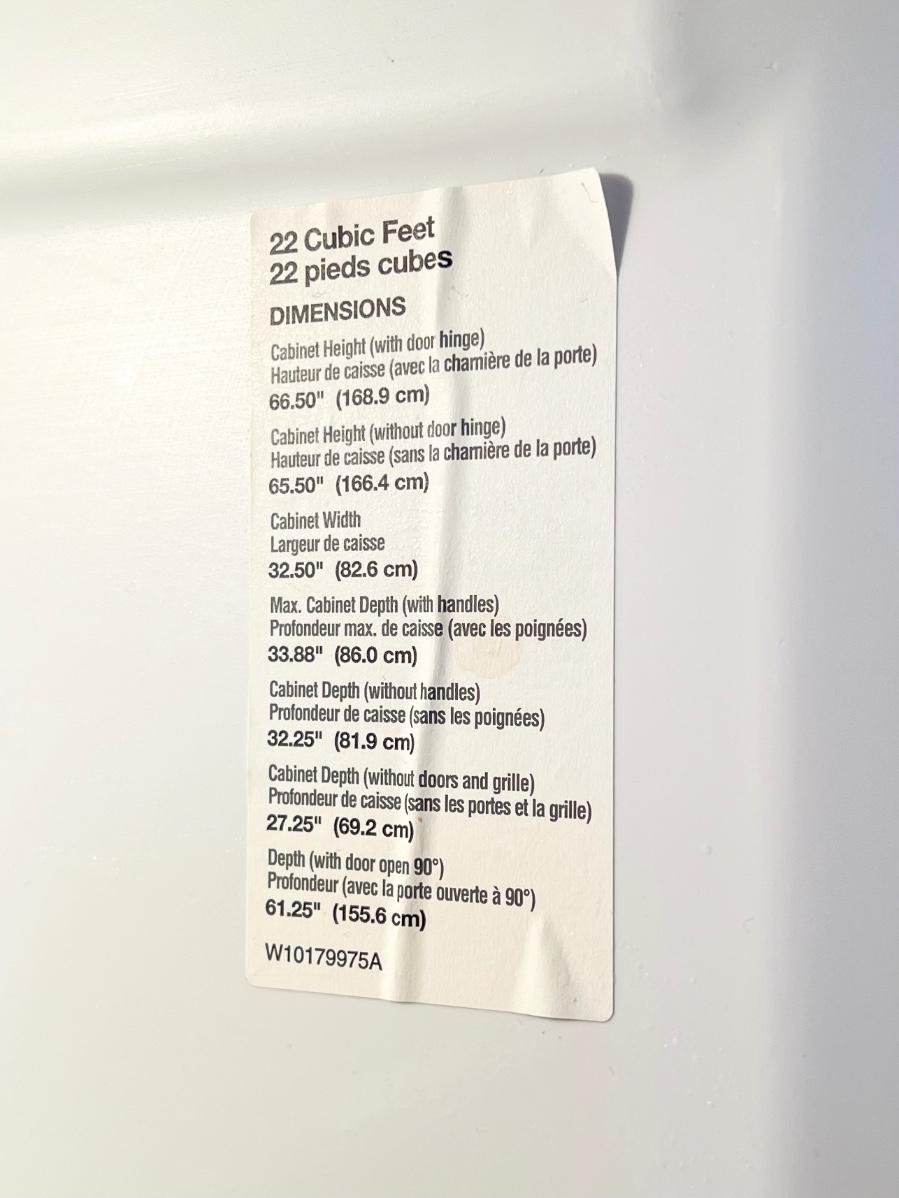 22 Cubic Feet
22 pieds cubes
DIMENSIONS
Cabinet Height (with door hinge)
Hauteur de caisse (avec la charnière de la porte)
66.50" (168.9 cm)
Cabinet Height (without door hinge)
Hauteur de caisse (sans la charnière de la porte)
65.50" (166.4 cm)
Cabinet Width
Largeur de caisse
32.50" (82.6 cm)
Max. Cabinet Depth (with handles)
Profondeur max. de caisse (avec les poignées)
33.88" (86.0 cm)
Cabinet Depth (without handles)
Profondeur de caisse (sans les poignées)
32.25" (81.9 cm)
Cabinet Depth (without doors and grille)
Profondeur de caisse (sans les portes et la grille)
27.25" (69.2 cm)
Depth (with door open 90°)
Profondeur (avec la porte ouverte à 90°)
61.25" (155.6 cm)
W10179975A